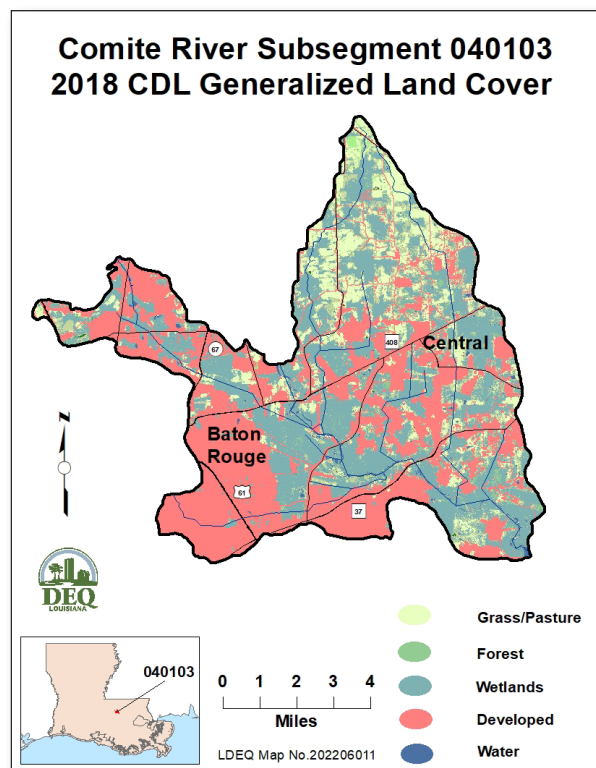 Comite River Subsegment 040103
2018 CDL Generalized Land Cover
67
408
Central
Baton
Rouge
61
37
N
DEQ
LOUISIANA
040103
0 1 2 3 4
Miles
LDEQ Map No.202206011
Grass/Pasture
Forest
Wetlands
Developed
Water